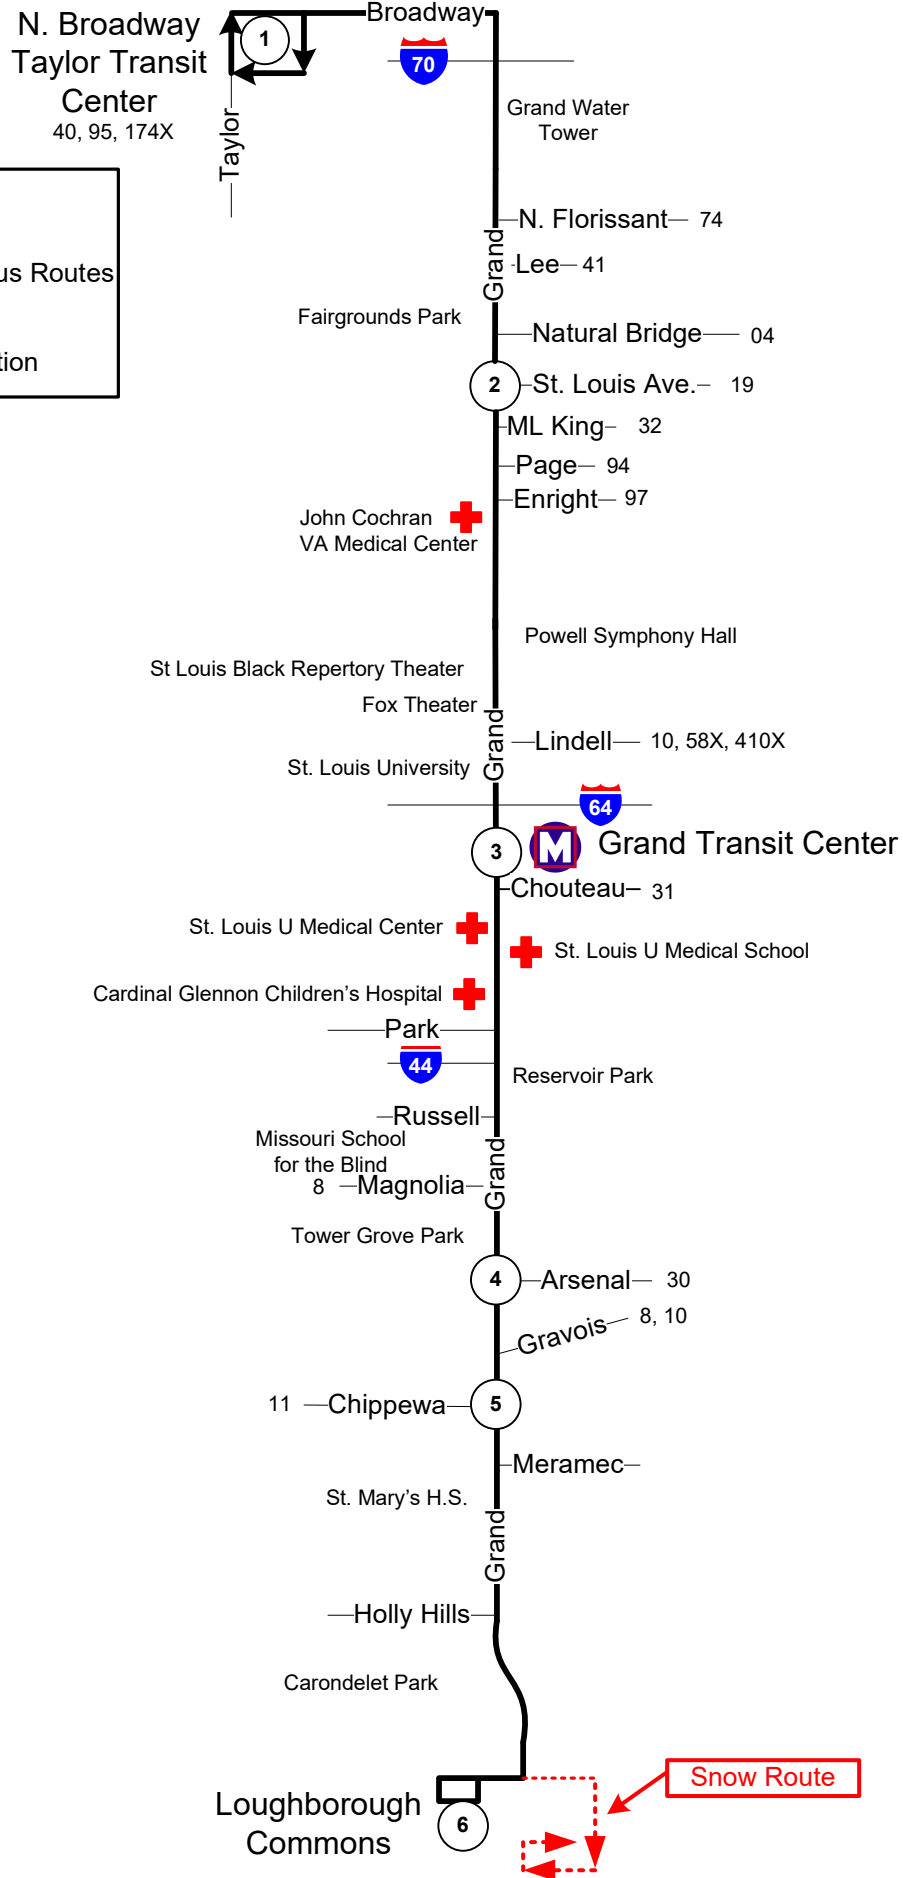 Broadway
N. Broadway
Taylor Transit
Center
40, 95, 174X
1
70
Taylor
Grand Water
Tower
us Routes
tion
N. Florissant 74
Grand
Lee 41
Fairgrounds Park
Natural Bridge 04
2 St. Louis Ave. 19
ML King 32
Page 94
Enright 97
John Cochran
VA Medical Center
Powell Symphony Hall
St Louis Black Repertory Theater
Fox Theater
Grand
Lindell 10, 58X, 410X
St. Louis University
64
3 M Grand Transit Center
Chouteau 31
St. Louis U Medical Center
St. Louis U Medical School
Cardinal Glennon Children’s Hospital
Park
44
Reservoir Park
Russell
Missouri School
for the Blind
Grand
8 Magnolia
Tower Grove Park
4 Arsenal 30
Gravois 8, 10
11 Chippewa 5
Meramec
St. Mary’s H.S.
Grand
Holly Hills
Carondelet Park
Snow Route
Loughborough
Commons
6